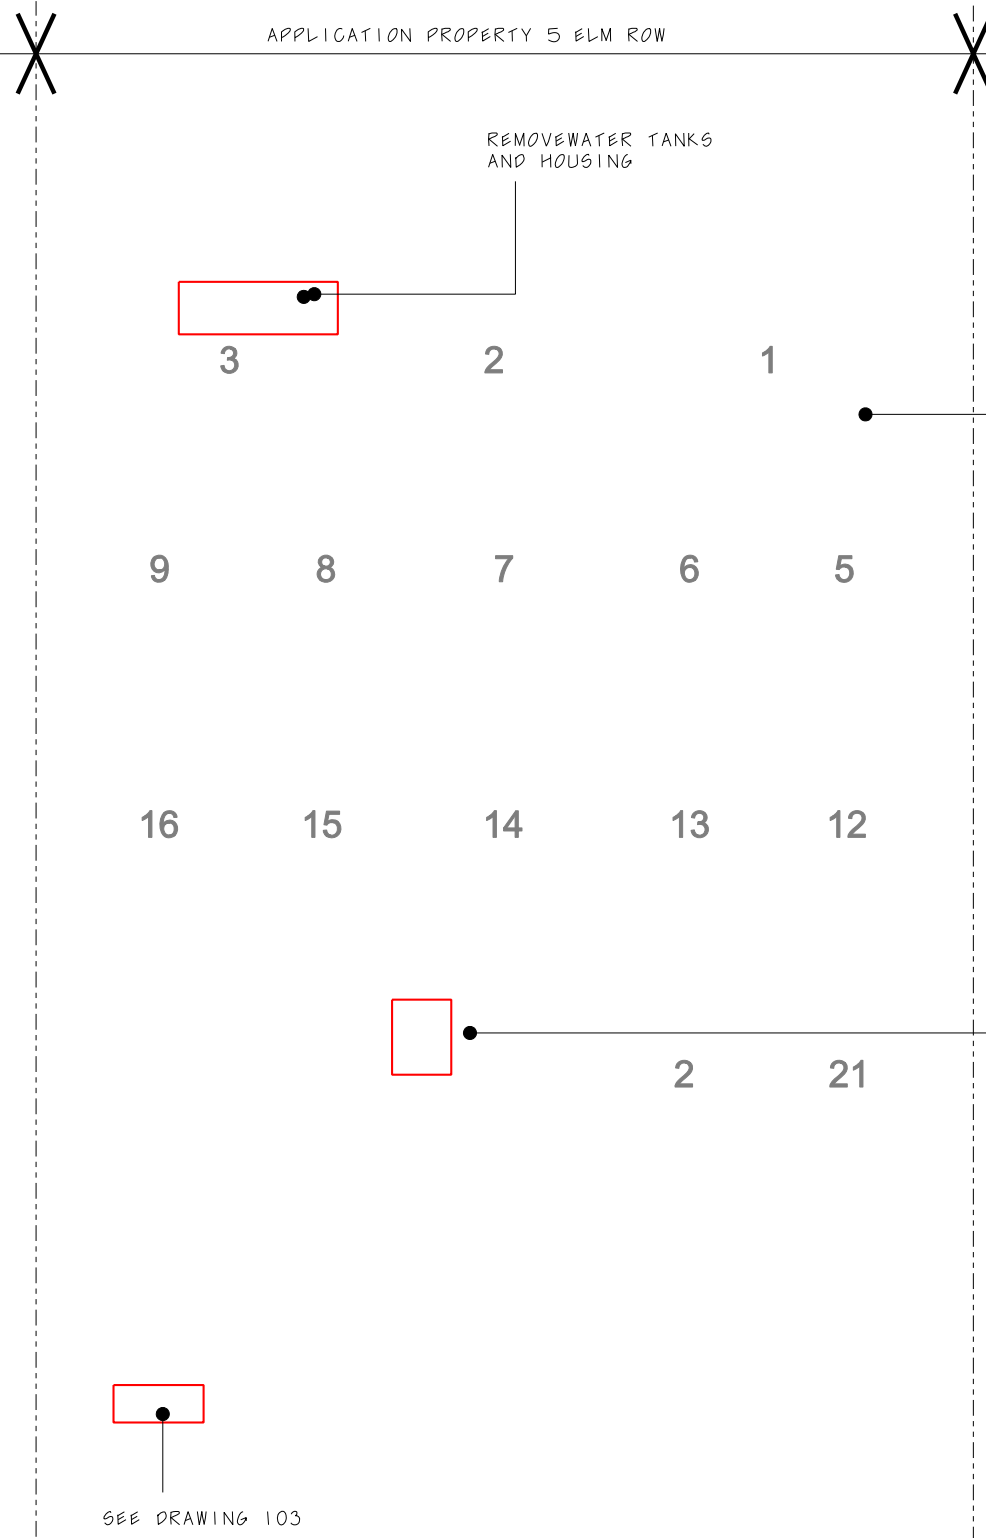 APPLICATION PROPERTY 5 ELM ROW
REMOVEWATER TANKS
AND HOUSING
3 2 1
9 8 7 6 5
16 15 14 13 12
2 21
SEE DRAWING 103